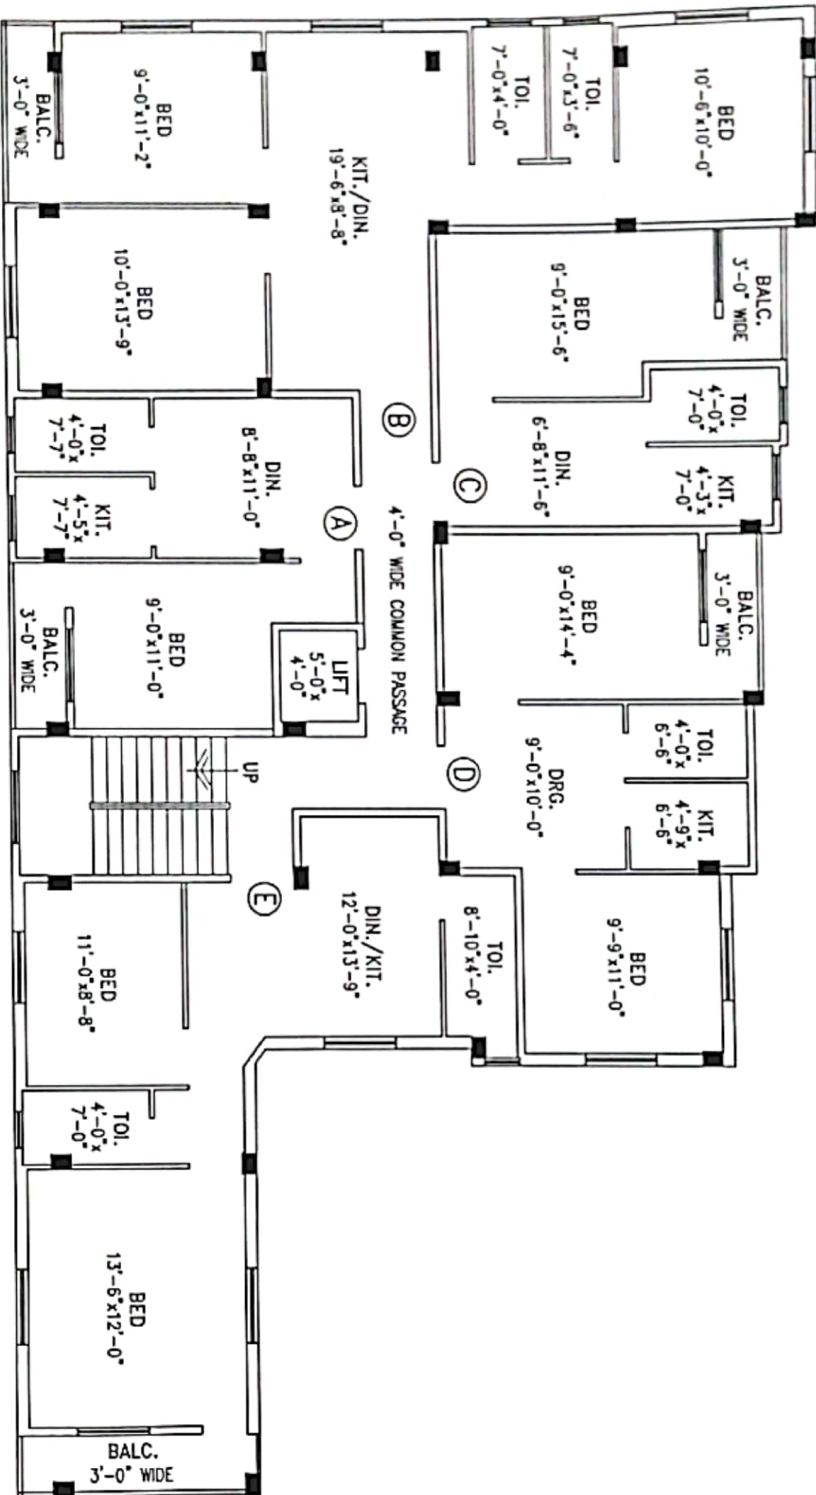 BED
10'-6"x10'-0"
TOI.
7'-0"x3'-6"
TOI.
7'-0"x4'-0"
KIT./DIN.
19'-6"x8'-8"
BED
9'-0"x11'-2"
BALC.
3'-0" WIDE
BALC.
3'-0" WIDE
BED
9'-0"x15'-6"
BED
10'-0"x13'-9"
TOI.
4'-0"x
7'-0"
KIT.
4'-3"x
7'-0"
DIN.
6'-8"x11'-6"
B
C
A
DIN.
8'-8"x11'-0"
TOI.
4'-0"x
7'-7"
KIT.
4'-5"x
7'-7"
4'-0" WIDE COMMON PASSAGE
BALC.
3'-0" WIDE
BED
9'-0"x14'-4"
LIFT
5'-0"x
4'-0"
BED
9'-0"x11'-0"
BALC.
3'-0" WIDE
TOI.
4'-0"x
6'-6"
KIT.
4'-9"x
6'-6"
DRG.
9'-0"x10'-0"
D
UP
E
BED
9'-9"x11'-0"
TOI.
8'-10"x4'-0"
DIN./KIT.
12'-0"x13'-9"
BED
11'-0"x8'-8"
TOI.
4'-0"x
7'-0"
BED
13'-6"x12'-0"
BALC.
3'-0" WIDE